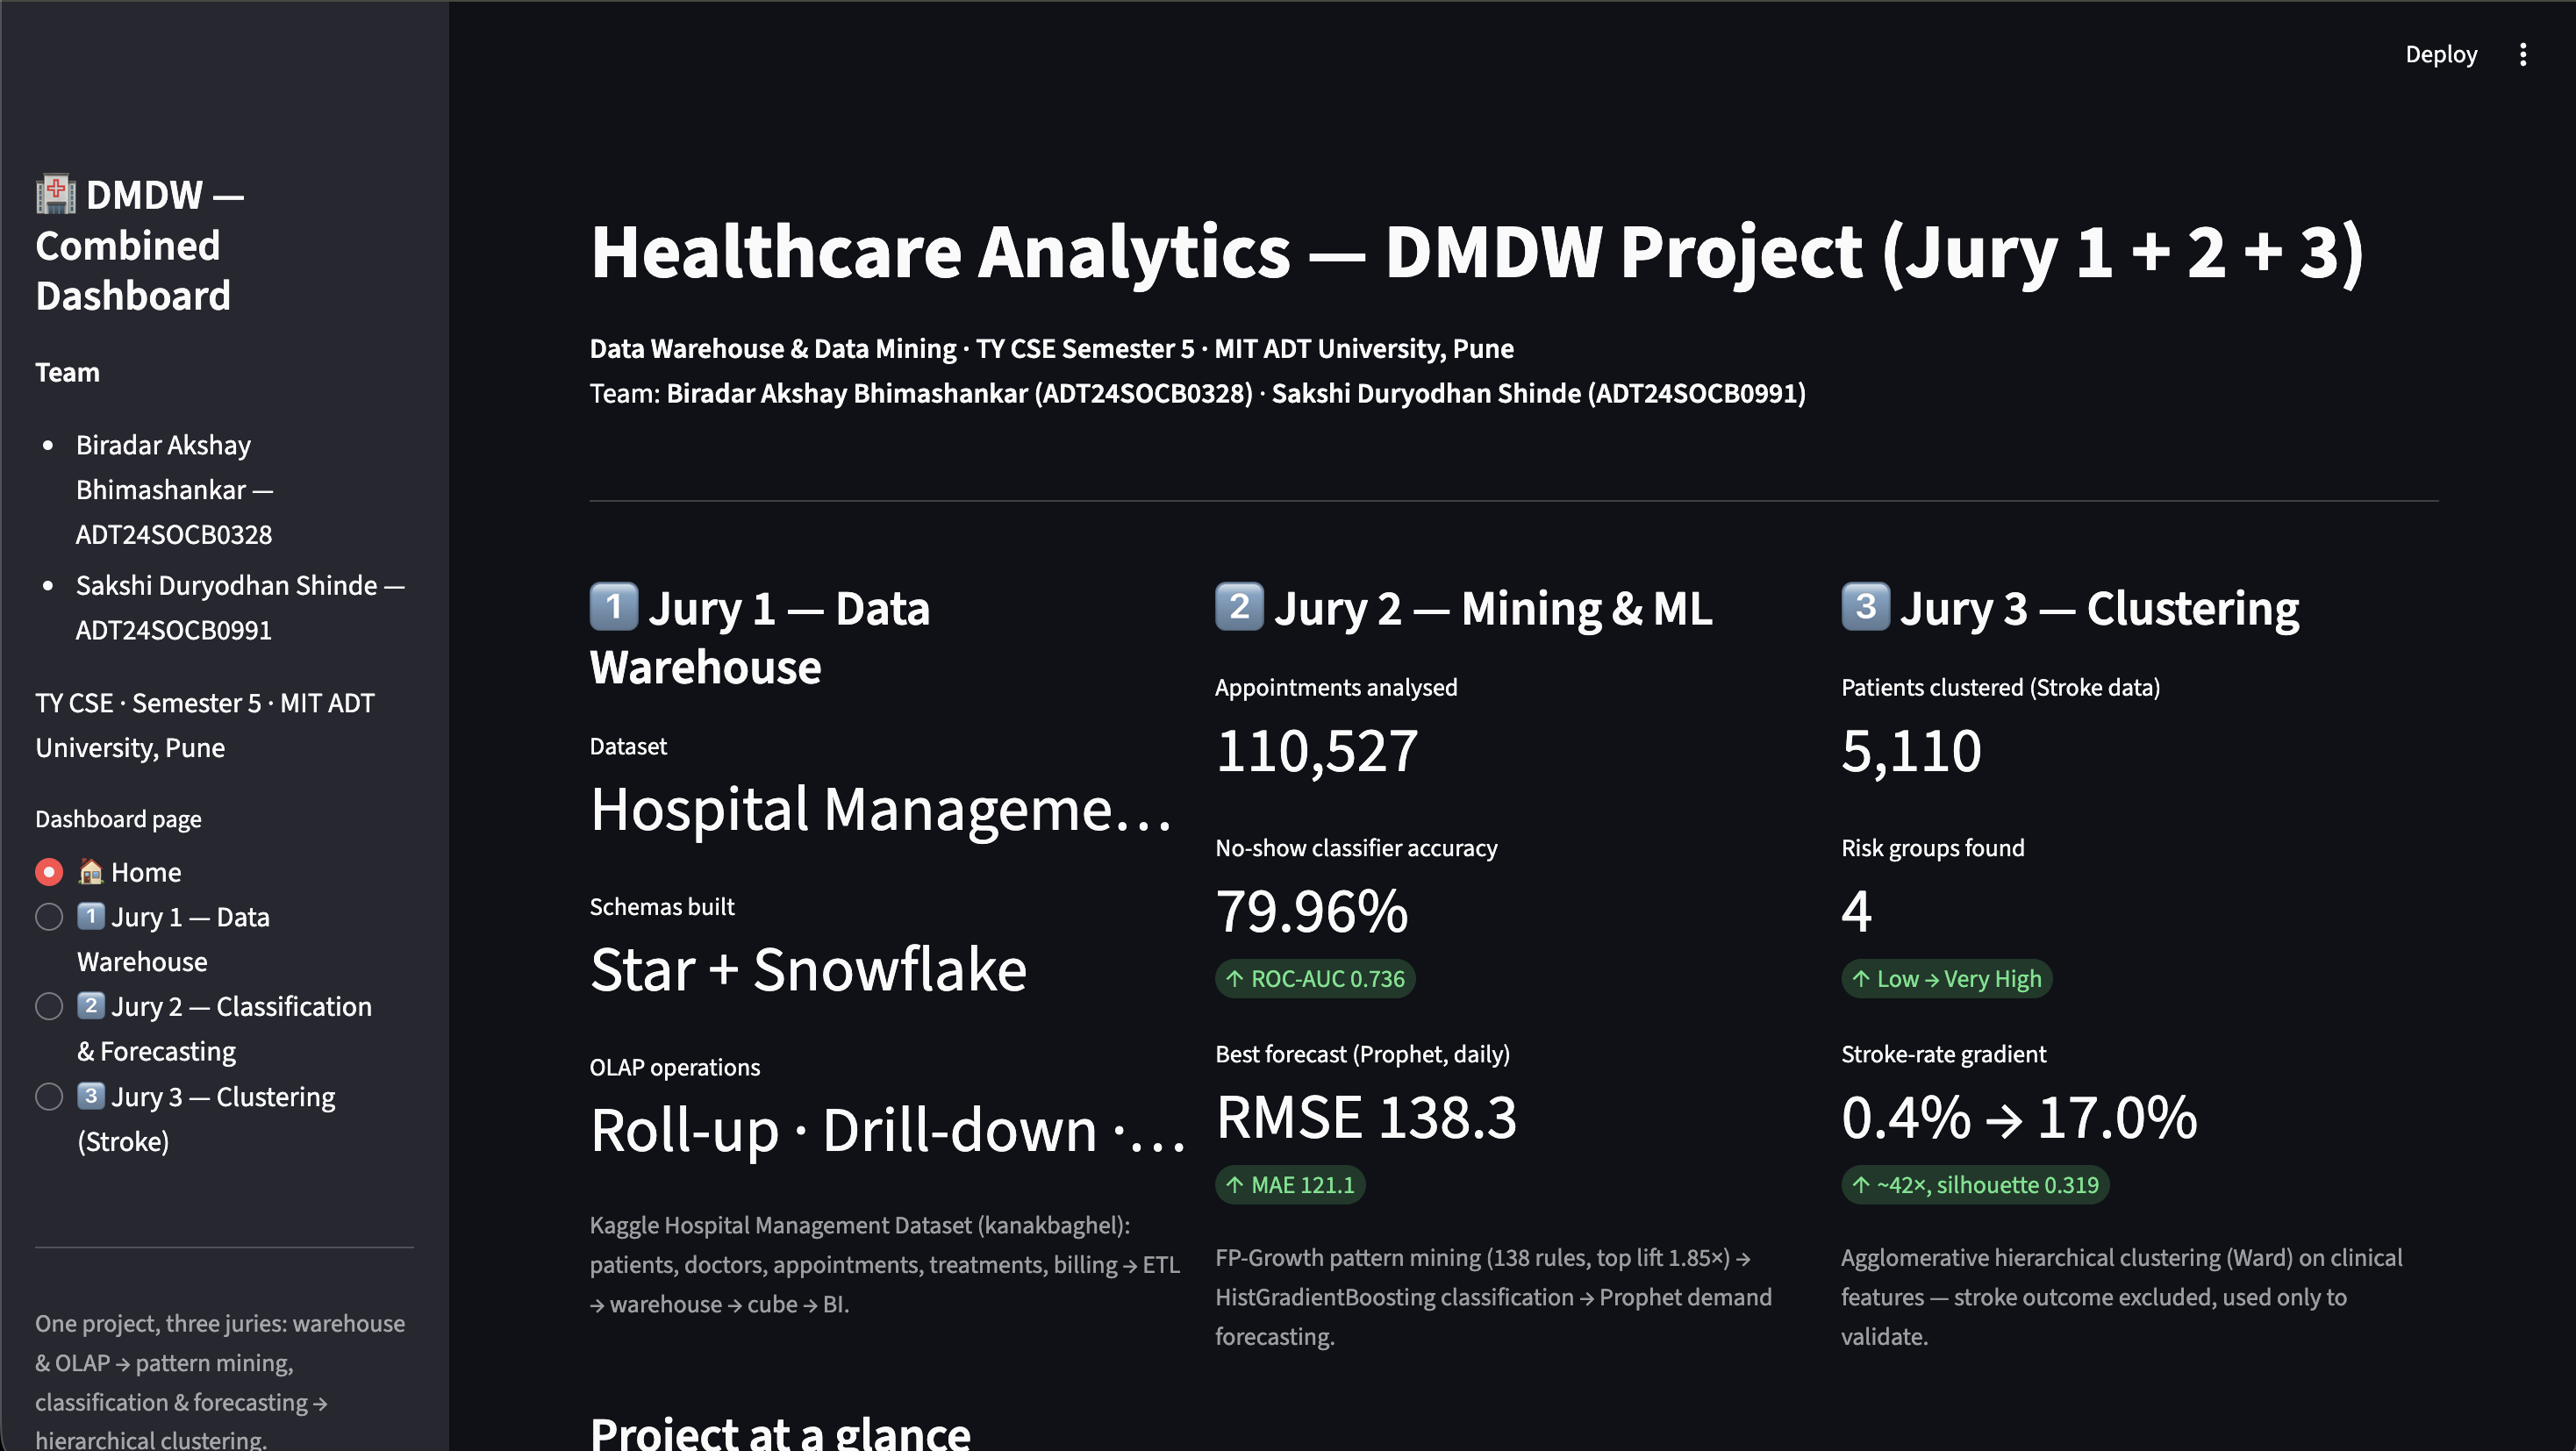 Deploy
🏥 DMDW —
Combined
Dashboard
Team
• Biradar Akshay
Bhimashankar —
ADT24SOCB0328
• Sakshi Duryodhan Shinde —
ADT24SOCB0991
TY CSE · Semester 5 · MIT ADT
University, Pune
Dashboard page
🏠 Home
1️⃣ Jury 1 — Data
Warehouse
2️⃣ Jury 2 — Classification
& Forecasting
3️⃣ Jury 3 — Clustering
(Stroke)
One project, three juries: warehouse
& OLAP → pattern mining,
classification & forecasting →
hierarchical clustering.
Healthcare Analytics — DMDW Project (Jury 1 + 2 + 3)
Data Warehouse & Data Mining · TY CSE Semester 5 · MIT ADT University, Pune
Team: Biradar Akshay Bhimashankar (ADT24SOCB0328) · Sakshi Duryodhan Shinde (ADT24SOCB0991)
1️⃣ Jury 1 — Data
Warehouse
Dataset
Hospital Manageme…
Schemas built
Star + Snowflake
OLAP operations
Roll-up · Drill-down ·…
Kaggle Hospital Management Dataset (kanakbaghel):
patients, doctors, appointments, treatments, billing → ETL
→ warehouse → cube → BI.
2️⃣ Jury 2 — Mining & ML
Appointments analysed
110,527
No-show classifier accuracy
79.96%
↑ ROC-AUC 0.736
Best forecast (Prophet, daily)
RMSE 138.3
↑ MAE 121.1
FP-Growth pattern mining (138 rules, top lift 1.85×) →
HistGradientBoosting classification → Prophet demand
forecasting.
3️⃣ Jury 3 — Clustering
Patients clustered (Stroke data)
5,110
Risk groups found
4
↑ Low → Very High
Stroke-rate gradient
0.4% → 17.0%
↑ ~42×, silhouette 0.319
Agglomerative hierarchical clustering (Ward) on clinical
features — stroke outcome excluded, used only to
validate.
Project at a glance